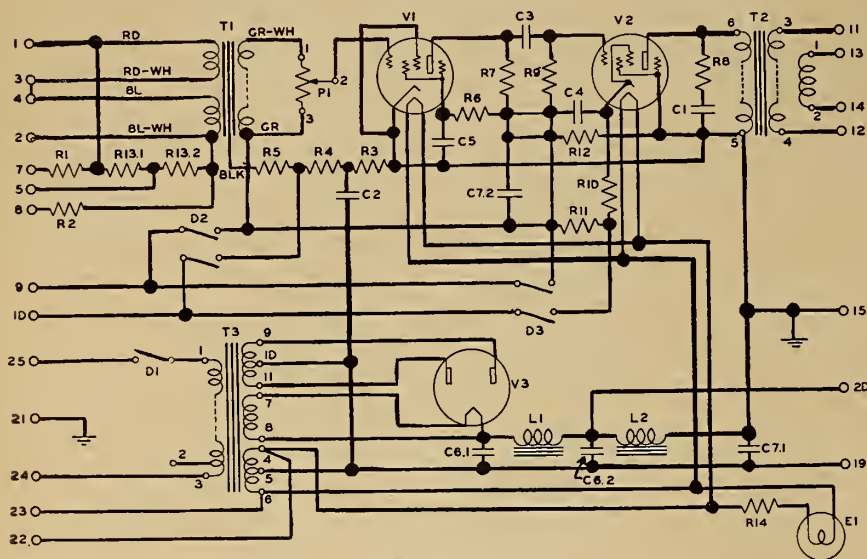 1 RD T1 GR-WH V1 C3 V2 6 T2 3 11
1 1 13
3 RD-WH 2
4 BL P1 R7 R9 R8
C4
3 R6 C1 14
2 BL-WH GR 2
5 4 12
C5 R12
7 R1 R13.1 R13.2 BLK R5 R4 R3
5 C2 C7.2 R10
8 R2 D2 R11
9
10 D3
T3 9 15
25 D1 1 10
11 V3
7 20
21 8 L1 L2
2 4 C6.1 C7.1
24 3 5 C6.2 19
6
23 R14 E1
22